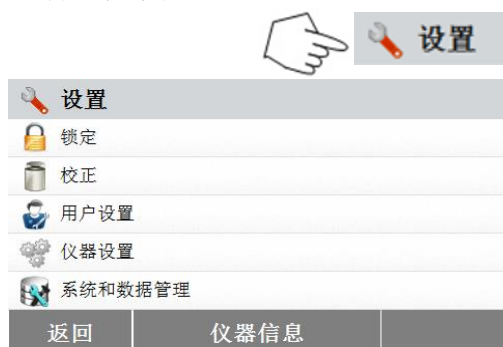 设置
设置
锁定
校正
用户设置
仪器设置
系统和数据管理
返回 仪器信息